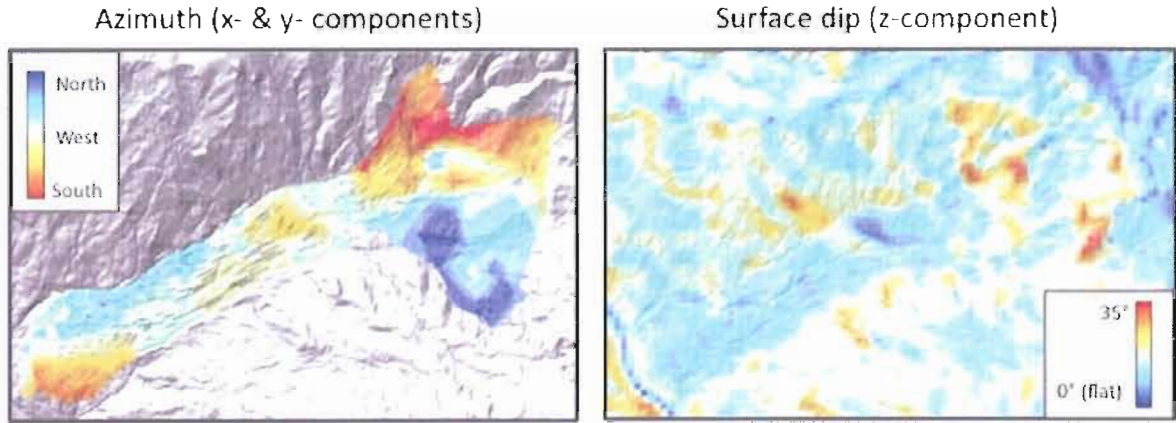 Azimuth (x- & y- components)
Surface dip (z-component)
North
West
South
35°
0° (flat)